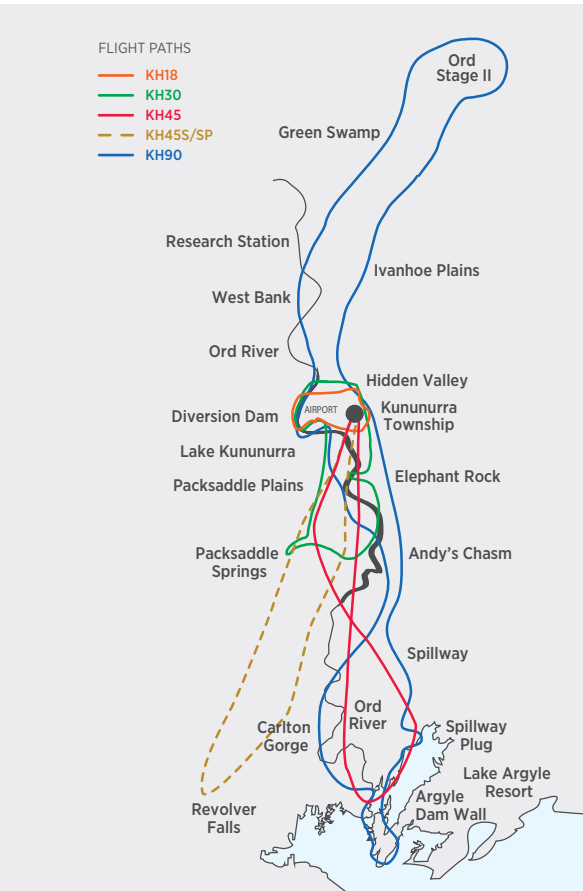 FLIGHT PATHS
KH18
KH30
KH45
KH45S/SP
KH90
Ord
Stage II
Green Swamp
Research Station
Ivanhoe Plains
West Bank
Ord River
Hidden Valley
AIRPORT
Kununurra
Township
Diversion Dam
Lake Kununurra
Elephant Rock
Packsaddle Plains
Packsaddle
Springs
Andy's Chasm
Spillway
Ord
River
Carlton
Gorge
Spillway
Plug
Lake Argyle
Resort
Argyle
Dam Wall
Revolver
Falls